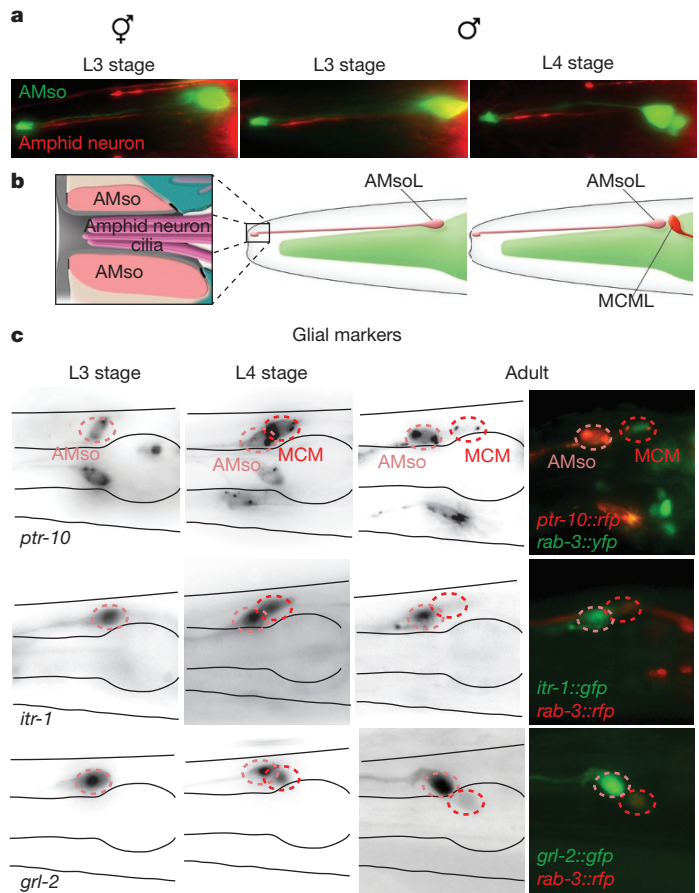 a
⚥ ♂
L3 stage L3 stage L4 stage
AMso
Amphid neuron
b
AMso
Amphid neuron
cilia
AMso
AMsoL
AMsoL
MCML
c
Glial markers
L3 stage L4 stage Adult
AMso
AMso
MCM
AMso
MCM
AMso
MCM
ptr-10
ptr-10::rfp
rab-3::yfp
itr-1
itr-1::gfp
rab-3::rfp
grl-2
grl-2::gfp
rab-3::rfp